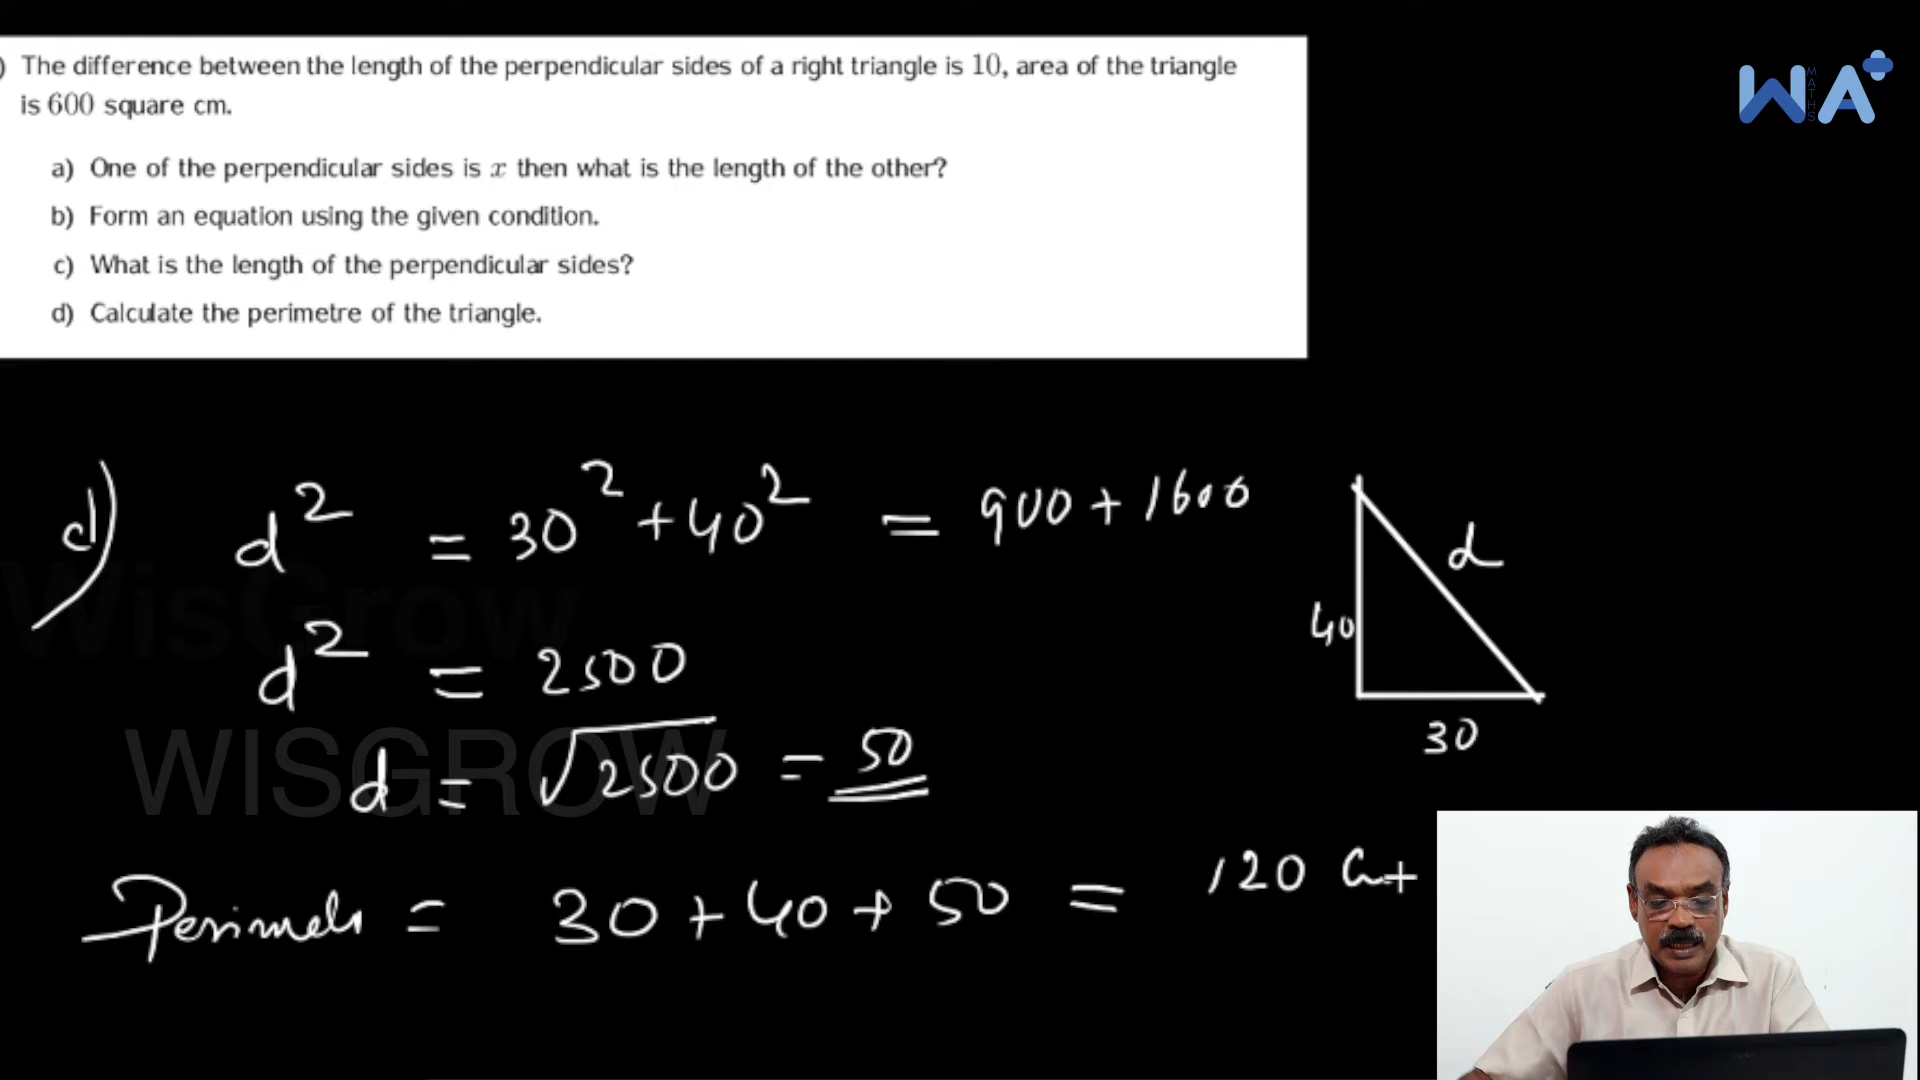 ) The difference between the length of the perpendicular sides of a right triangle is 10, area of the triangle
is 600 square cm.
a) One of the perpendicular sides is x then what is the length of the other?
b) Form an equation using the given condition.
c) What is the length of the perpendicular sides?
d) Calculate the perimetre of the triangle.
WA+
MATHS
d) d² = 30² + 40² = 900 + 1600
d² = 2500
d = √2500 = 50
Perimeter = 30 + 40 + 50 = 120
d
40
30
WisGrow
WISGROW